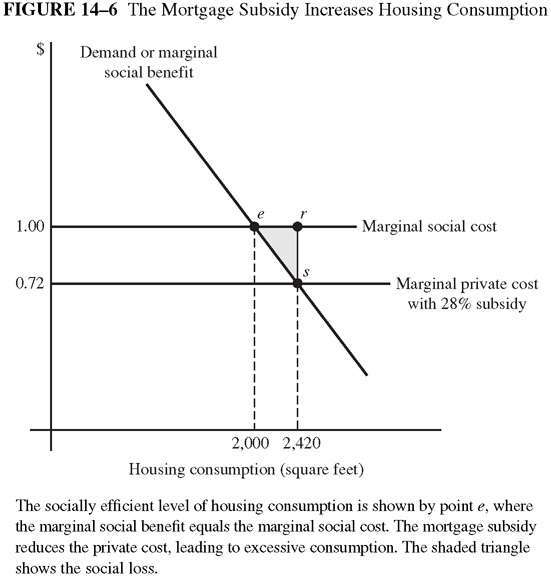 FIGURE 14–6 The Mortgage Subsidy Increases Housing Consumption
$
Demand or marginal
social benefit
e
r
1.00
Marginal social cost
s
0.72
Marginal private cost
with 28% subsidy
2,000
2,420
Housing consumption (square feet)
The socially efficient level of housing consumption is shown by point e, where
the marginal social benefit equals the marginal social cost. The mortgage subsidy
reduces the private cost, leading to excessive consumption. The shaded triangle
shows the social loss.